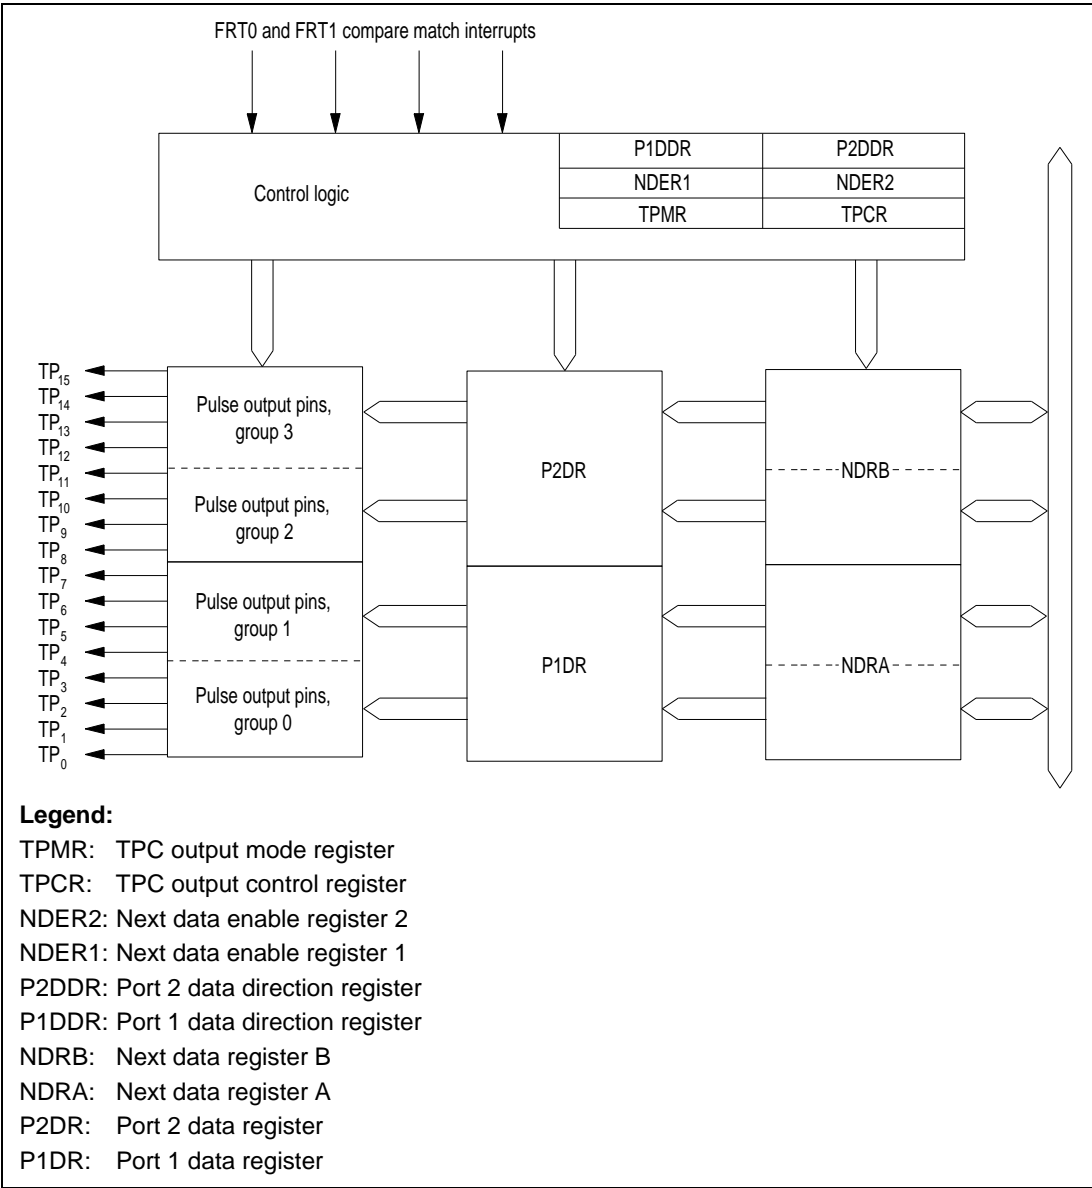 FRT0 and FRT1 compare match interrupts
Control logic
P1DDR P2DDR
NDER1 NDER2
TPMR TPCR
TP15
TP14
TP13
TP12
TP11
TP10
TP9
TP8
TP7
TP6
TP5
TP4
TP3
TP2
TP1
TP0
Pulse output pins,
group 3
Pulse output pins,
group 2
Pulse output pins,
group 1
Pulse output pins,
group 0
P2DR
P1DR
NDRB
NDRA
Legend:
TPMR: TPC output mode register
TPCR: TPC output control register
NDER2: Next data enable register 2
NDER1: Next data enable register 1
P2DDR: Port 2 data direction register
P1DDR: Port 1 data direction register
NDRB: Next data register B
NDRA: Next data register A
P2DR: Port 2 data register
P1DR: Port 1 data register